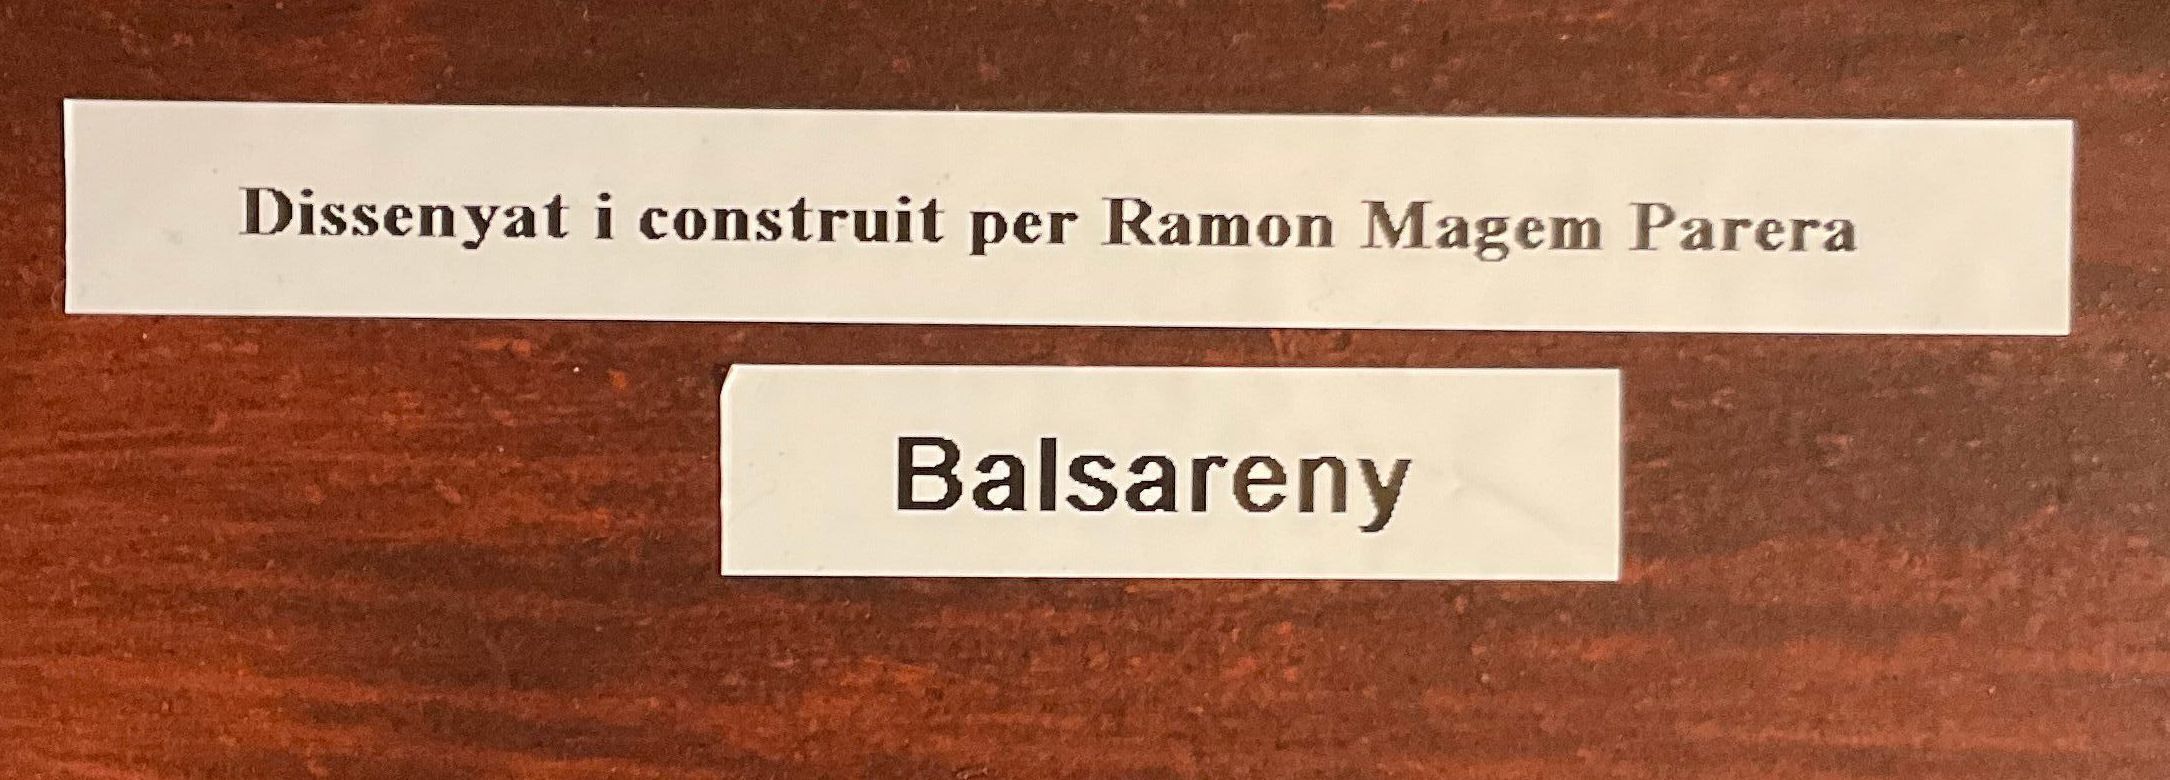 Dissenyat i construit per Ramon Magem Parera
Balsareny